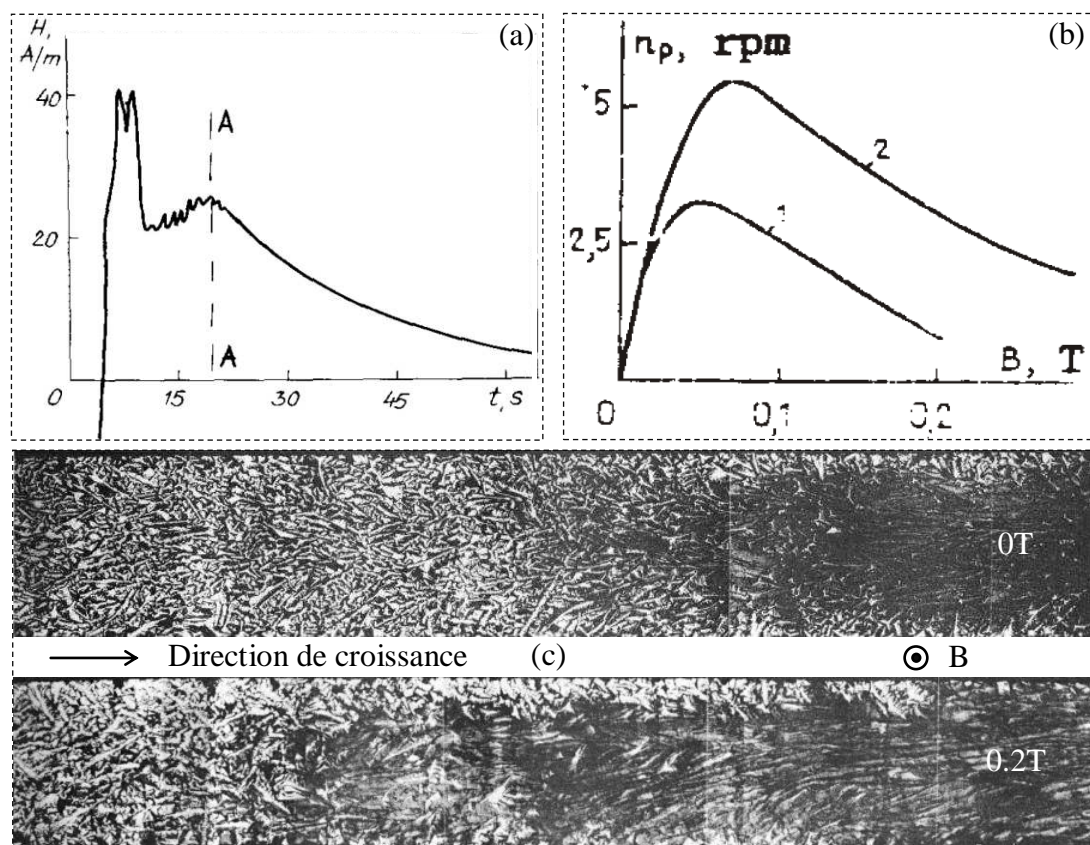 H,
A/m
(a)
40
20
A
A
0 15 30 45 t, s
(b)
n_p, rpm
5
2
1
2,5
B, T
0 0,1 0,2
0T
Direction de croissance (c) B
0.2T